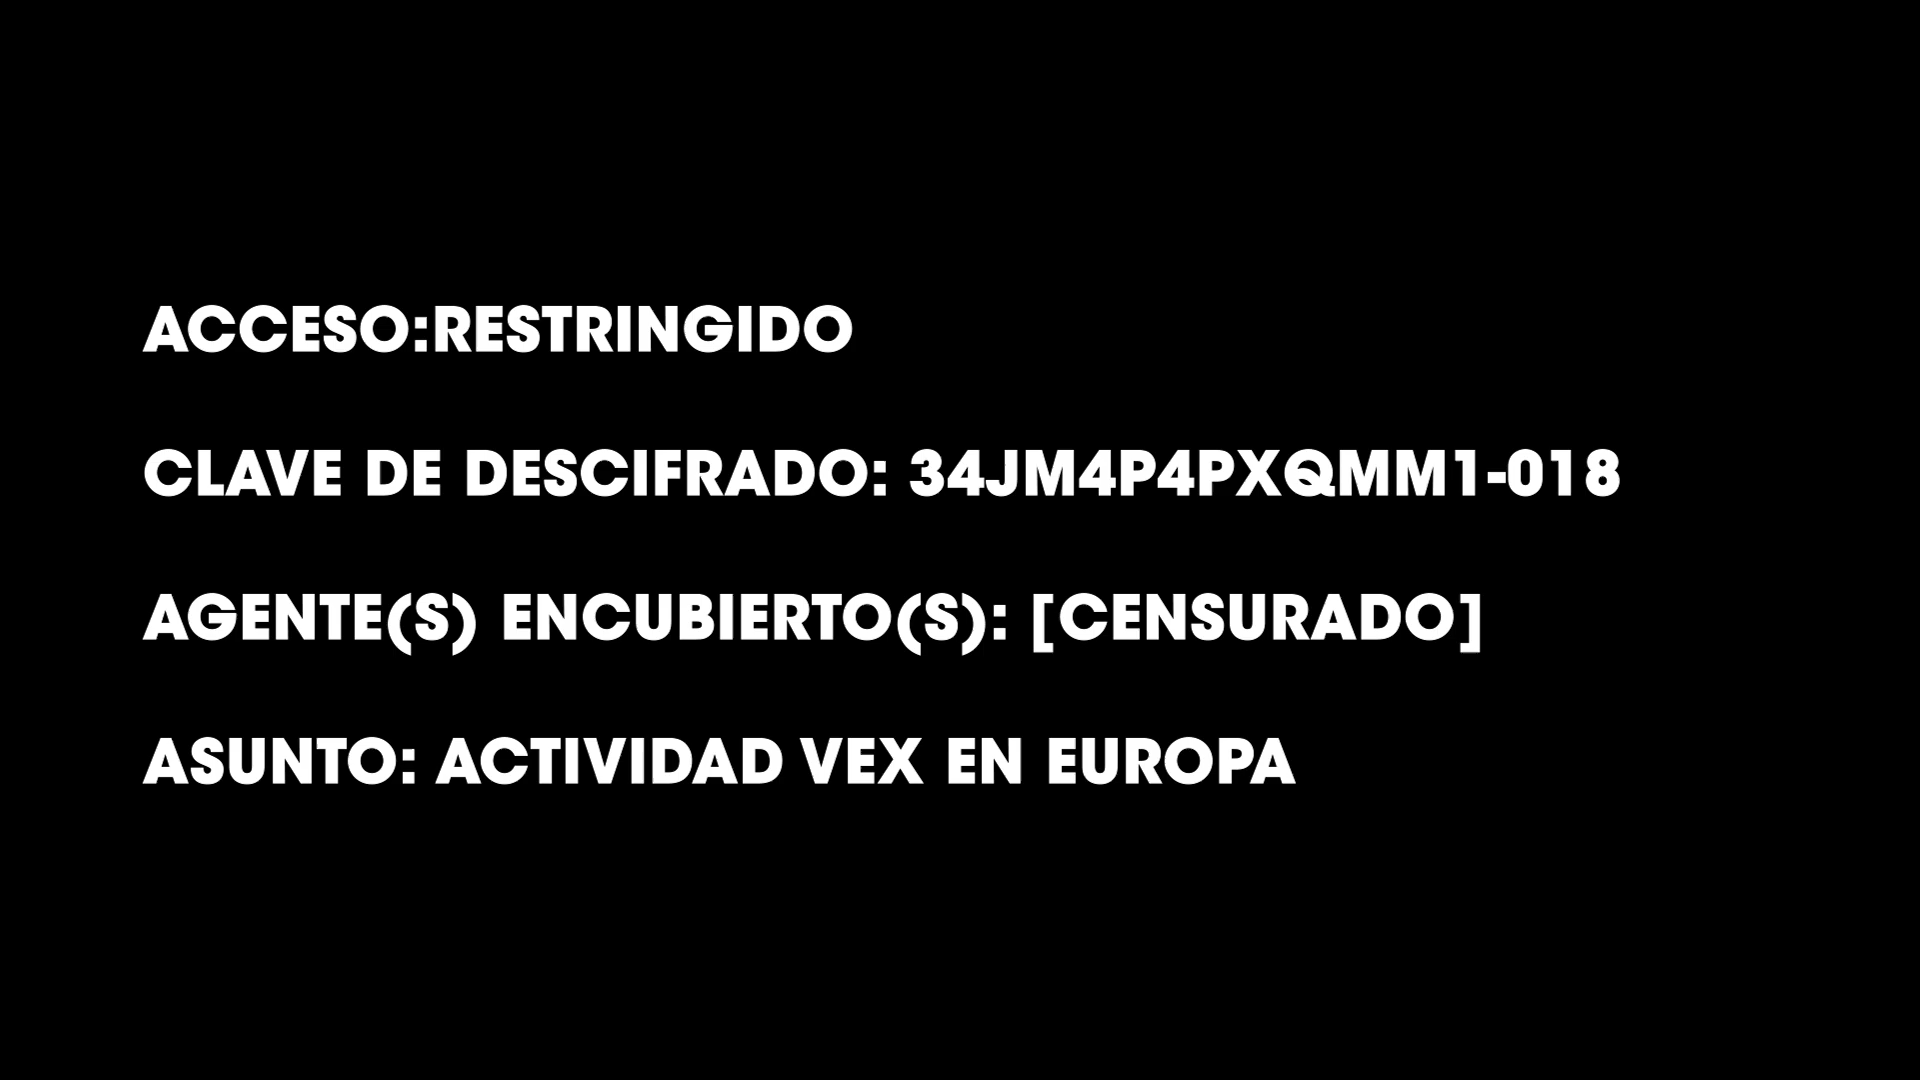 ACCESO:RESTRINGIDO
CLAVE DE DESCIFRADO: 34JM4P4PXQMM1-018
AGENTE(S) ENCUBIERTO(S): [CENSURADO]
ASUNTO: ACTIVIDAD VEX EN EUROPA